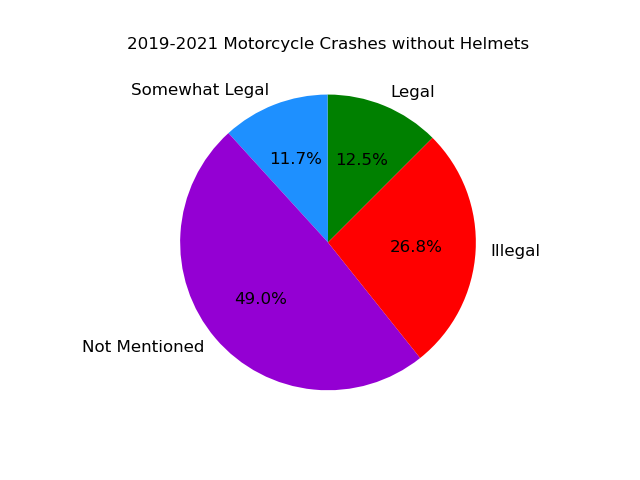 2019-2021 Motorcycle Crashes without Helmets
Somewhat Legal
Legal
11.7%
12.5%
26.8%
Illegal
49.0%
Not Mentioned